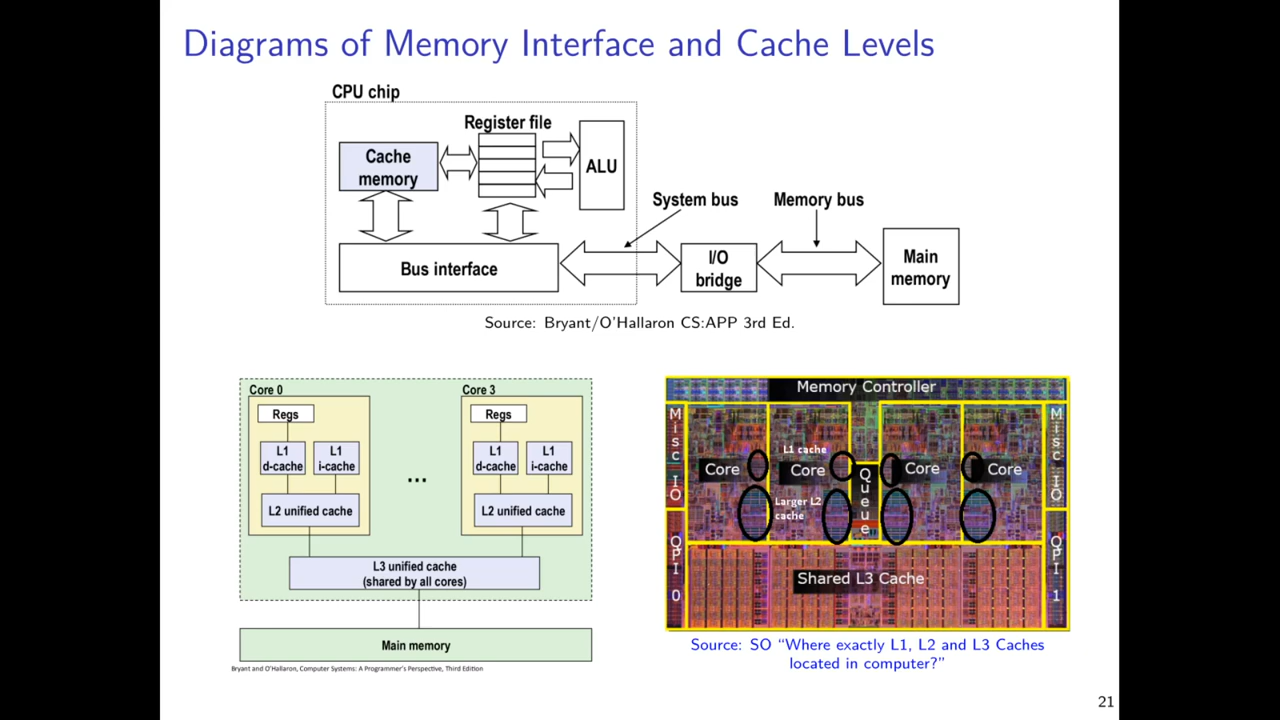 Diagrams of Memory Interface and Cache Levels
CPU chip
Register file
Cache
memory
ALU
System bus
Memory bus
Bus interface
I/O
bridge
Main
memory
Source: Bryant/O'Hallaron CS:APP 3rd Ed.
Core 0
Regs
L1
d-cache
L1
i-cache
L2 unified cache
...
Core 3
Regs
L1
d-cache
L1
i-cache
L2 unified cache
L3 unified cache
(shared by all cores)
Main memory
Bryant and O'Hallaron, Computer Systems: A Programmer's Perspective, Third Edition
Memory Controller
Misc IO
QPI 0
Core
L1 cache
Core
Larger L2
cache
Queue
Core
Core
Misc IO
QPI 1
Shared L3 Cache
Source: SO “Where exactly L1, L2 and L3 Caches
located in computer?”
21